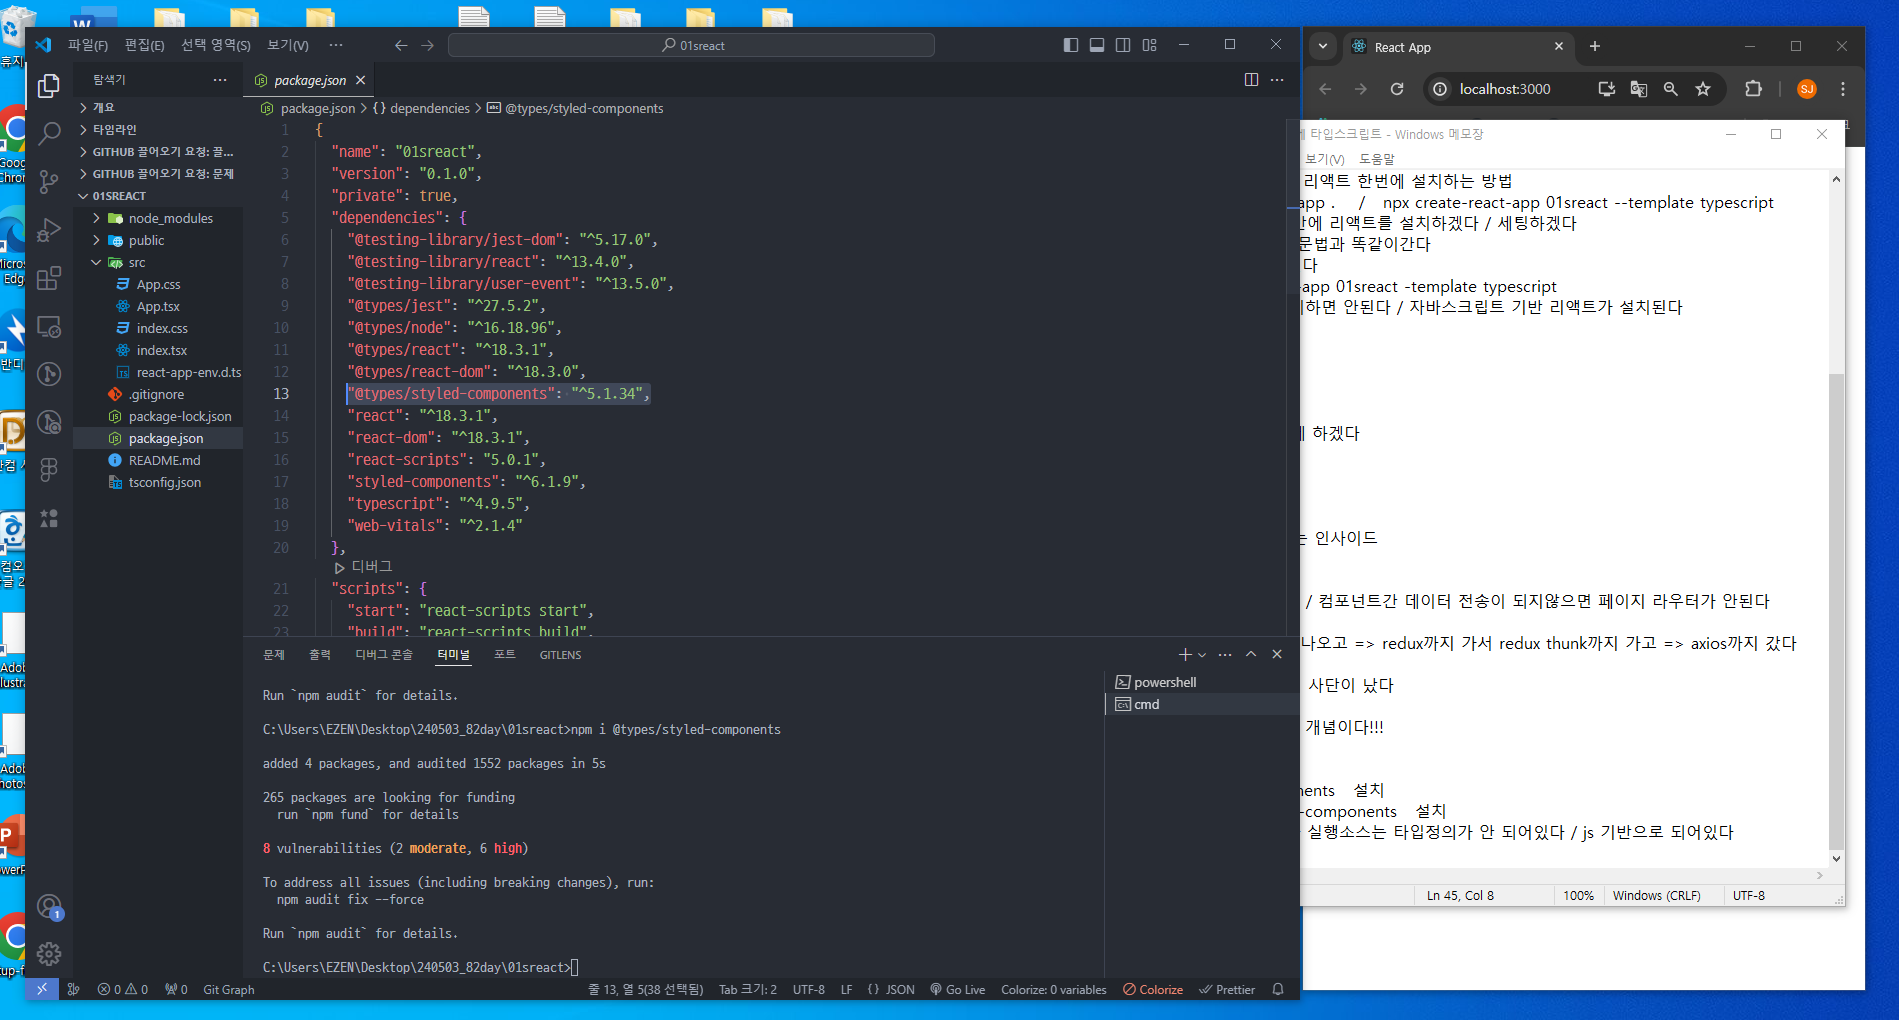 파일(F) 편집(E) 선택 영역(S) 보기(V) ···
01sreact
탐색기
개요
타임라인
GITHUB 끌어오기 요청: 끌...
GITHUB 끌어오기 요청: 문제
01SREACT
node_modules
public
src
App.css
App.tsx
index.css
index.tsx
react-app-env.d.ts
.gitignore
package-lock.json
package.json
README.md
tsconfig.json
package.json
package.json > {} dependencies > @types/styled-components
1 {
2 "name": "01sreact",
3 "version": "0.1.0",
4 "private": true,
5 "dependencies": {
6 "@testing-library/jest-dom": "^5.17.0",
7 "@testing-library/react": "^13.4.0",
8 "@testing-library/user-event": "^13.5.0",
9 "@types/jest": "^27.5.2",
10 "@types/node": "^16.18.96",
11 "@types/react": "^18.3.1",
12 "@types/react-dom": "^18.3.0",
13 "@types/styled-components": "^5.1.34",
14 "react": "^18.3.1",
15 "react-dom": "^18.3.1",
16 "react-scripts": "5.0.1",
17 "styled-components": "^6.1.9",
18 "typescript": "^4.9.5",
19 "web-vitals": "^2.1.4"
20 },
디버그
21 "scripts": {
22 "start": "react-scripts start",
23 "build": "react-scripts build",
문제 출력 디버그 콘솔 터미널 포트 GITLENS
powershell
cmd
Run `npm audit` for details.
C:\Users\EZEN\Desktop\240503_82day\01sreact>npm i @types/styled-components
added 4 packages, and audited 1552 packages in 5s
265 packages are looking for funding
run `npm fund` for details
8 vulnerabilities (2 moderate, 6 high)
To address all issues (including breaking changes), run:
npm audit fix --force
Run `npm audit` for details.
C:\Users\EZEN\Desktop\240503_82day\01sreact>
0 0 0 Git Graph 줄 13, 열 5(38 선택됨) Tab 크기: 2 UTF-8 LF {} JSON Go Live Colorize: 0 variables Colorize Prettier
1
React App
localhost:3000
SJ
타입스크립트 - Windows 메모장
보기(V) 도움말
리액트 한번에 설치하는 방법
app . / npx create-react-app 01sreact --template typescript
에 리액트를 설치하겠다 / 세팅하겠다
문법과 똑같이간다
다
-app 01sreact -template typescript
하면 안된다 / 자바스크립트 기반 리액트가 설치된다
하겠다
인사이드
/ 컴포넌트간 데이터 전송이 되지않으면 페이지 라우터가 안된다
나오고 => redux까지 가서 redux thunk까지 가고 => axios까지 갔다
사단이 났다
개념이다!!!
nents 설치
-components 설치
실행소스는 타입정의가 안 되어있다 / js 기반으로 되어있다
Ln 45, Col 8 100% Windows (CRLF) UTF-8